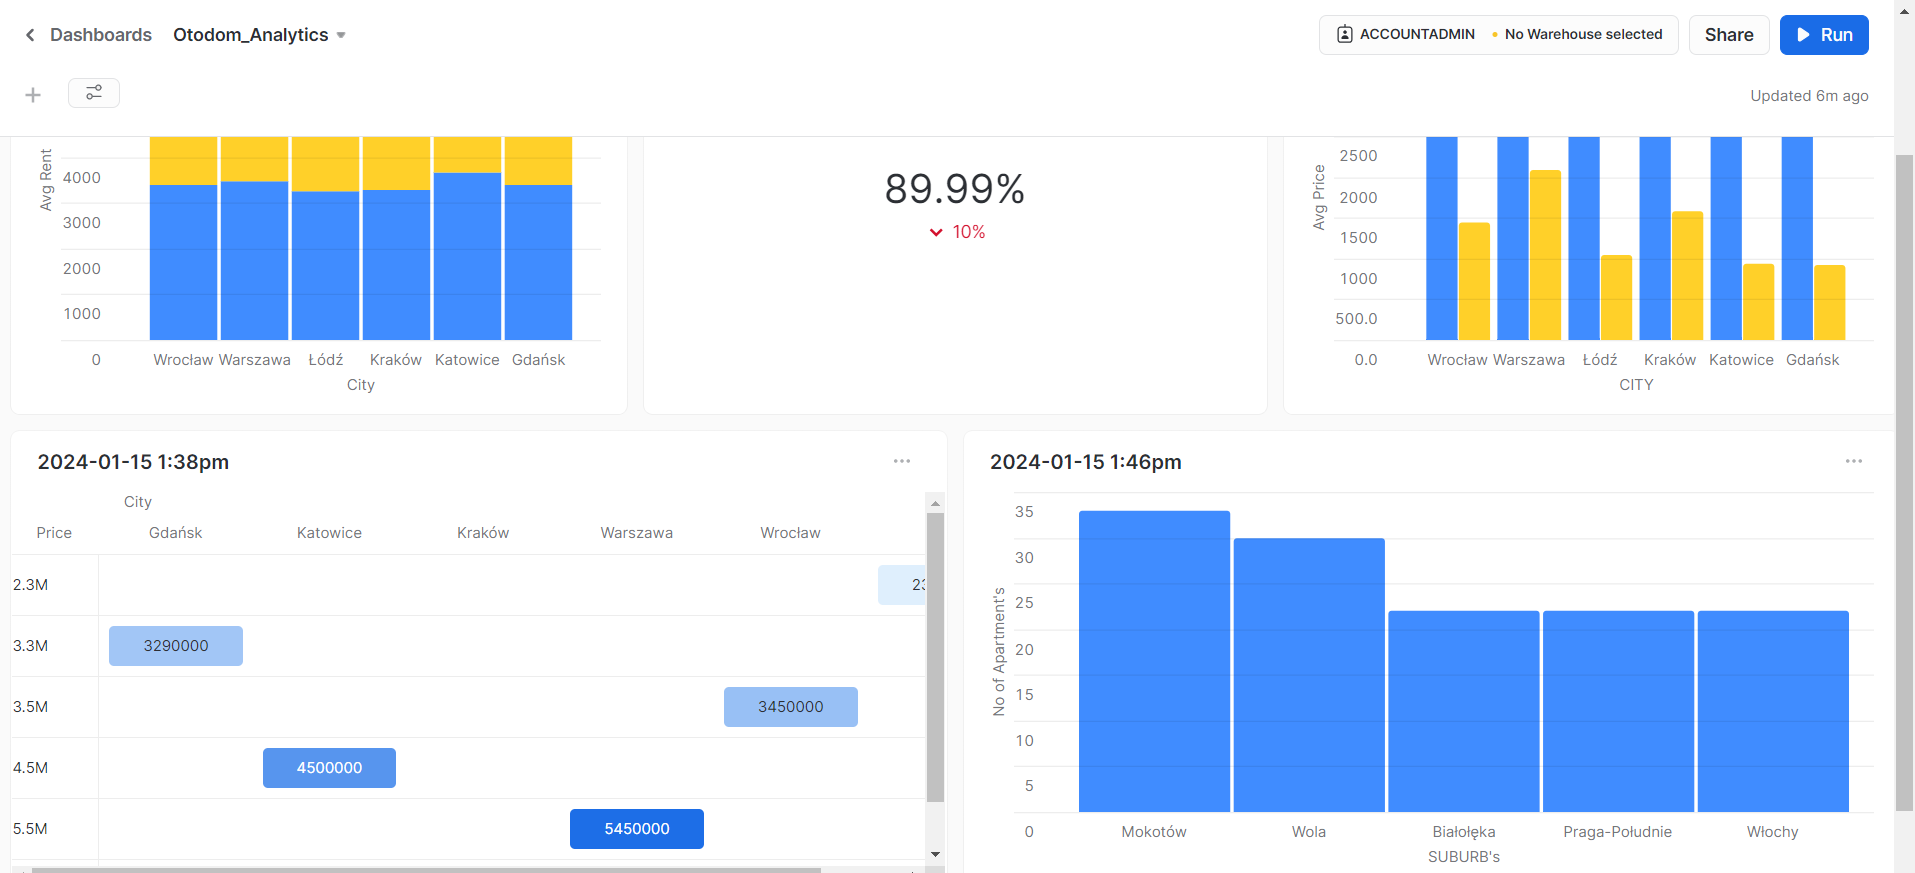 Dashboards Otodom_Analytics
ACCOUNTADMIN No Warehouse selected Share Run
Updated 6m ago
Avg Rent
4000
3000
2000
1000
0
Wrocław Warszawa Łódź Kraków Katowice Gdańsk
City
89.99%
10%
Avg Price
2500
2000
1500
1000
500.0
0.0
Wrocław Warszawa Łódź Kraków Katowice Gdańsk
CITY
2024-01-15 1:38pm
City
Price Gdańsk Katowice Kraków Warszawa Wrocław
2.3M
3.3M 3290000
3.5M 3450000
4.5M 4500000
5.5M 5450000
2024-01-15 1:46pm
No of Apartment's
35
30
25
20
15
10
5
0
Mokotów Wola Białołęka Praga-Południe Włochy
SUBURB's